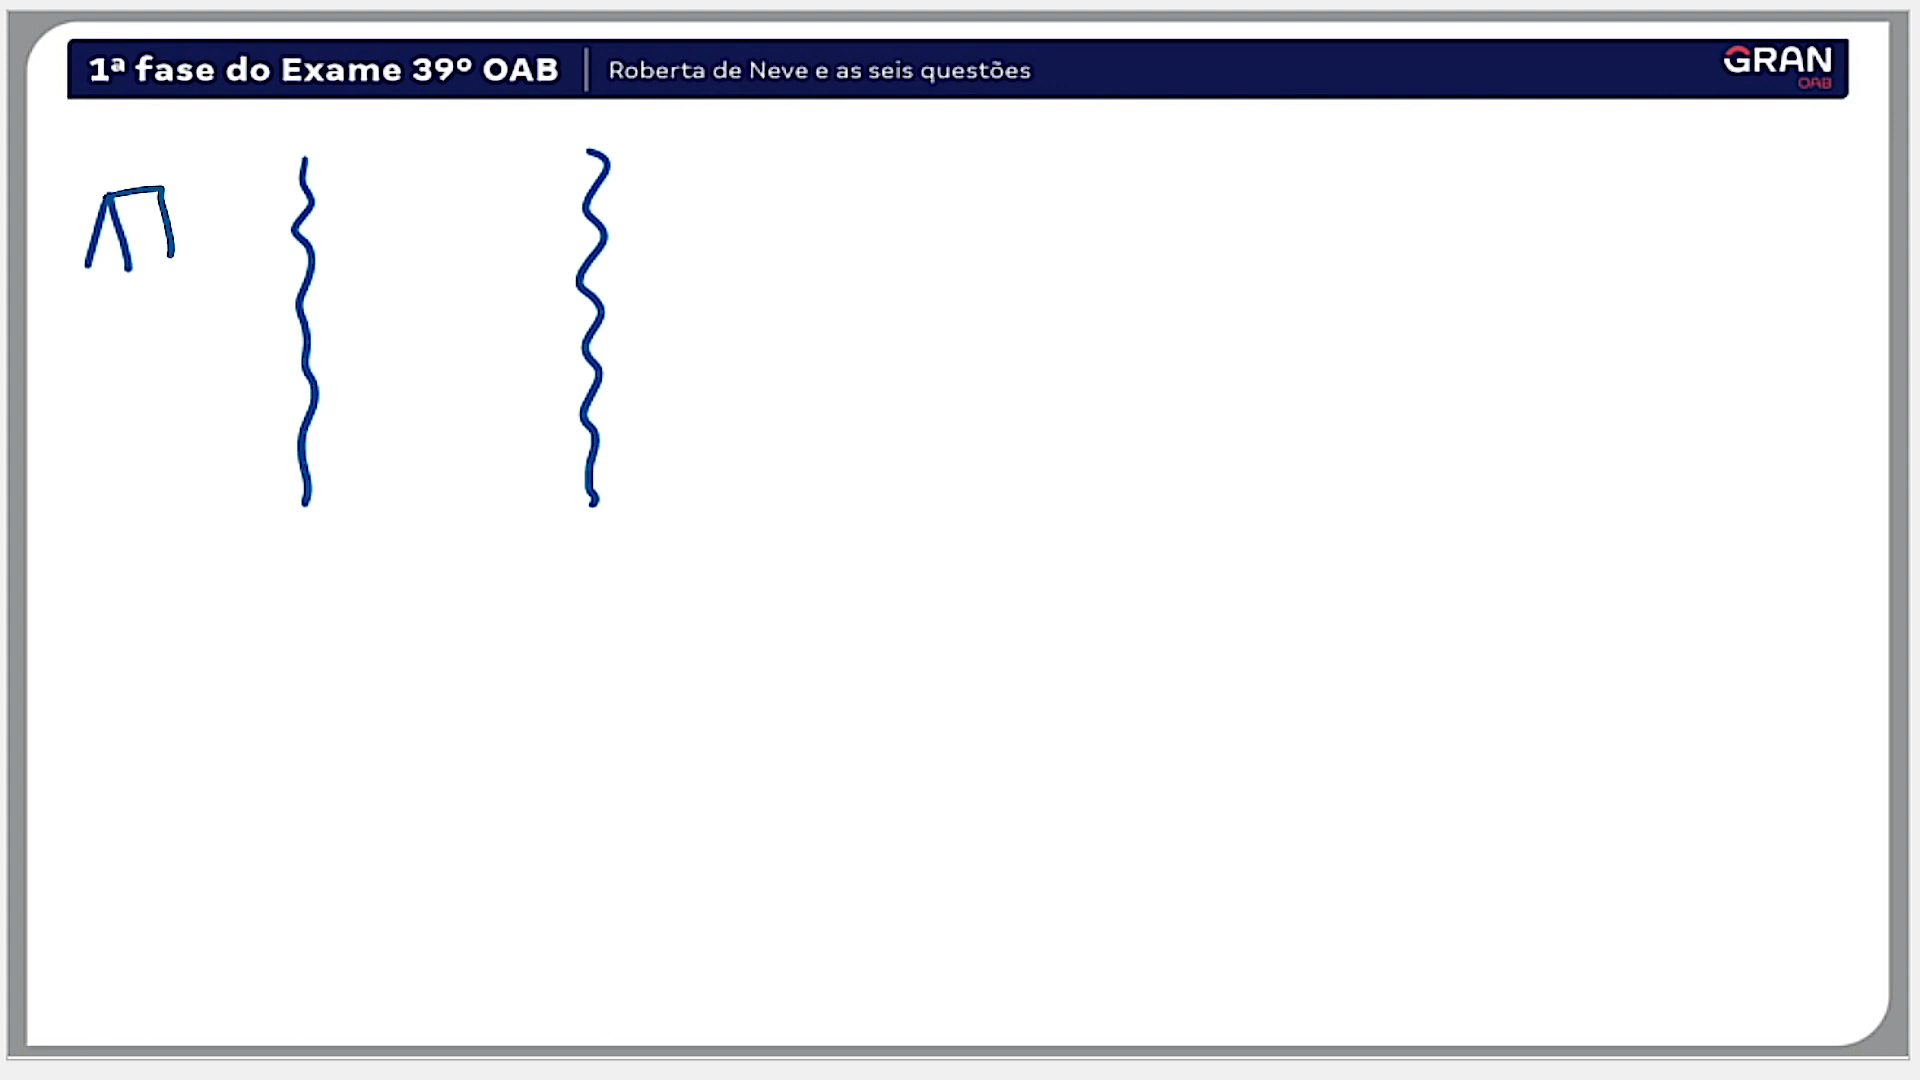 1ª fase do Exame 39º OAB
Roberta de Neve e as seis questões
GRAN
OAB